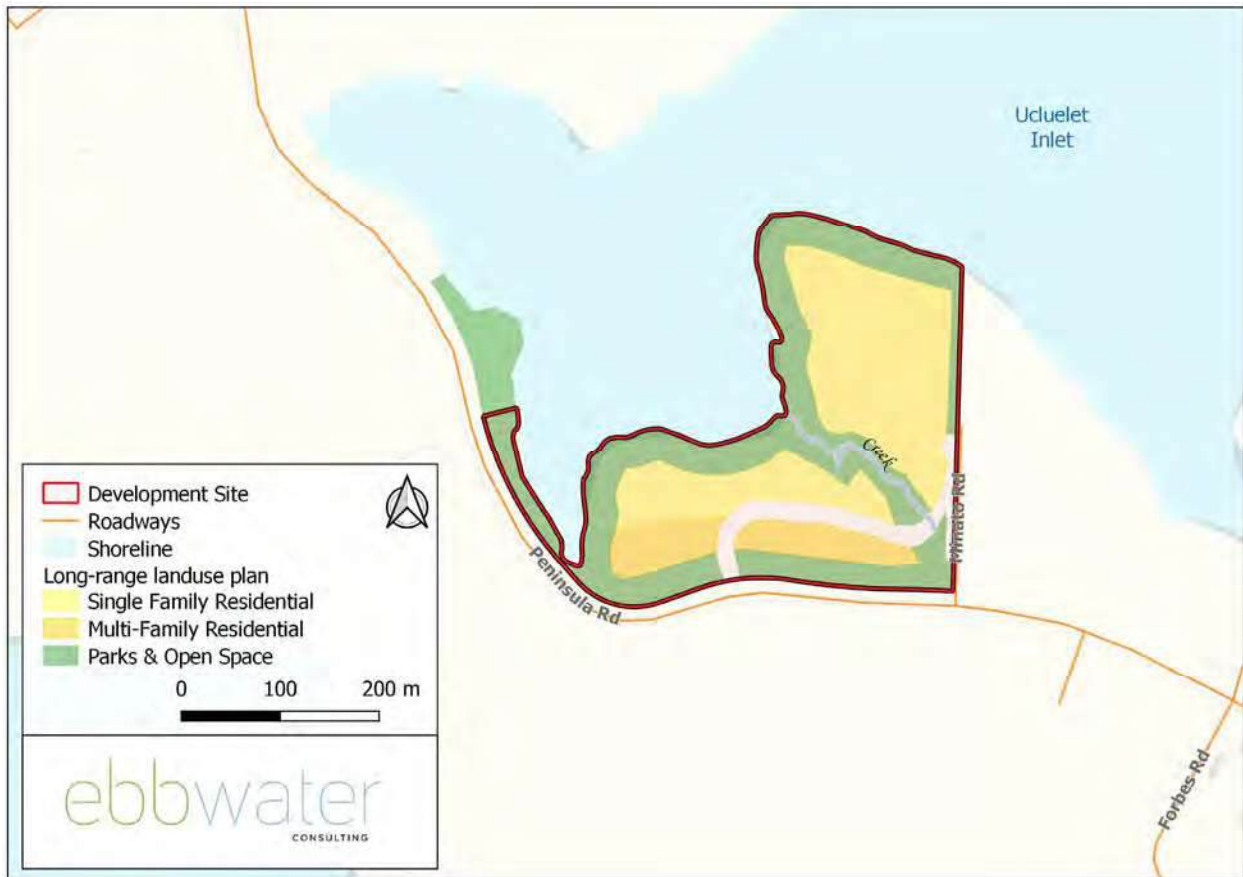 Ucluelet
Inlet
Creek
Minato Rd
Peninsula Rd
Forbes Rd
Development Site
Roadways
Shoreline
Long-range landuse plan
Single Family Residential
Multi-Family Residential
Parks & Open Space
0 100 200 m
ebbwater
CONSULTING